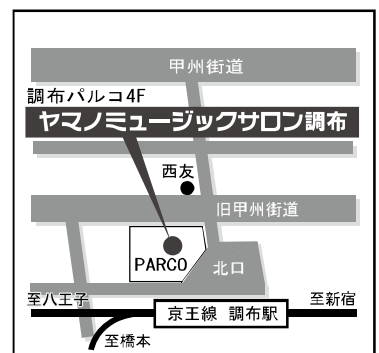 甲州街道
調布パルコ4F
ヤマノミュージックサロン調布
西友
旧甲州街道
PARCO
北口
至八王子
京王線 調布駅
至新宿
至橋本